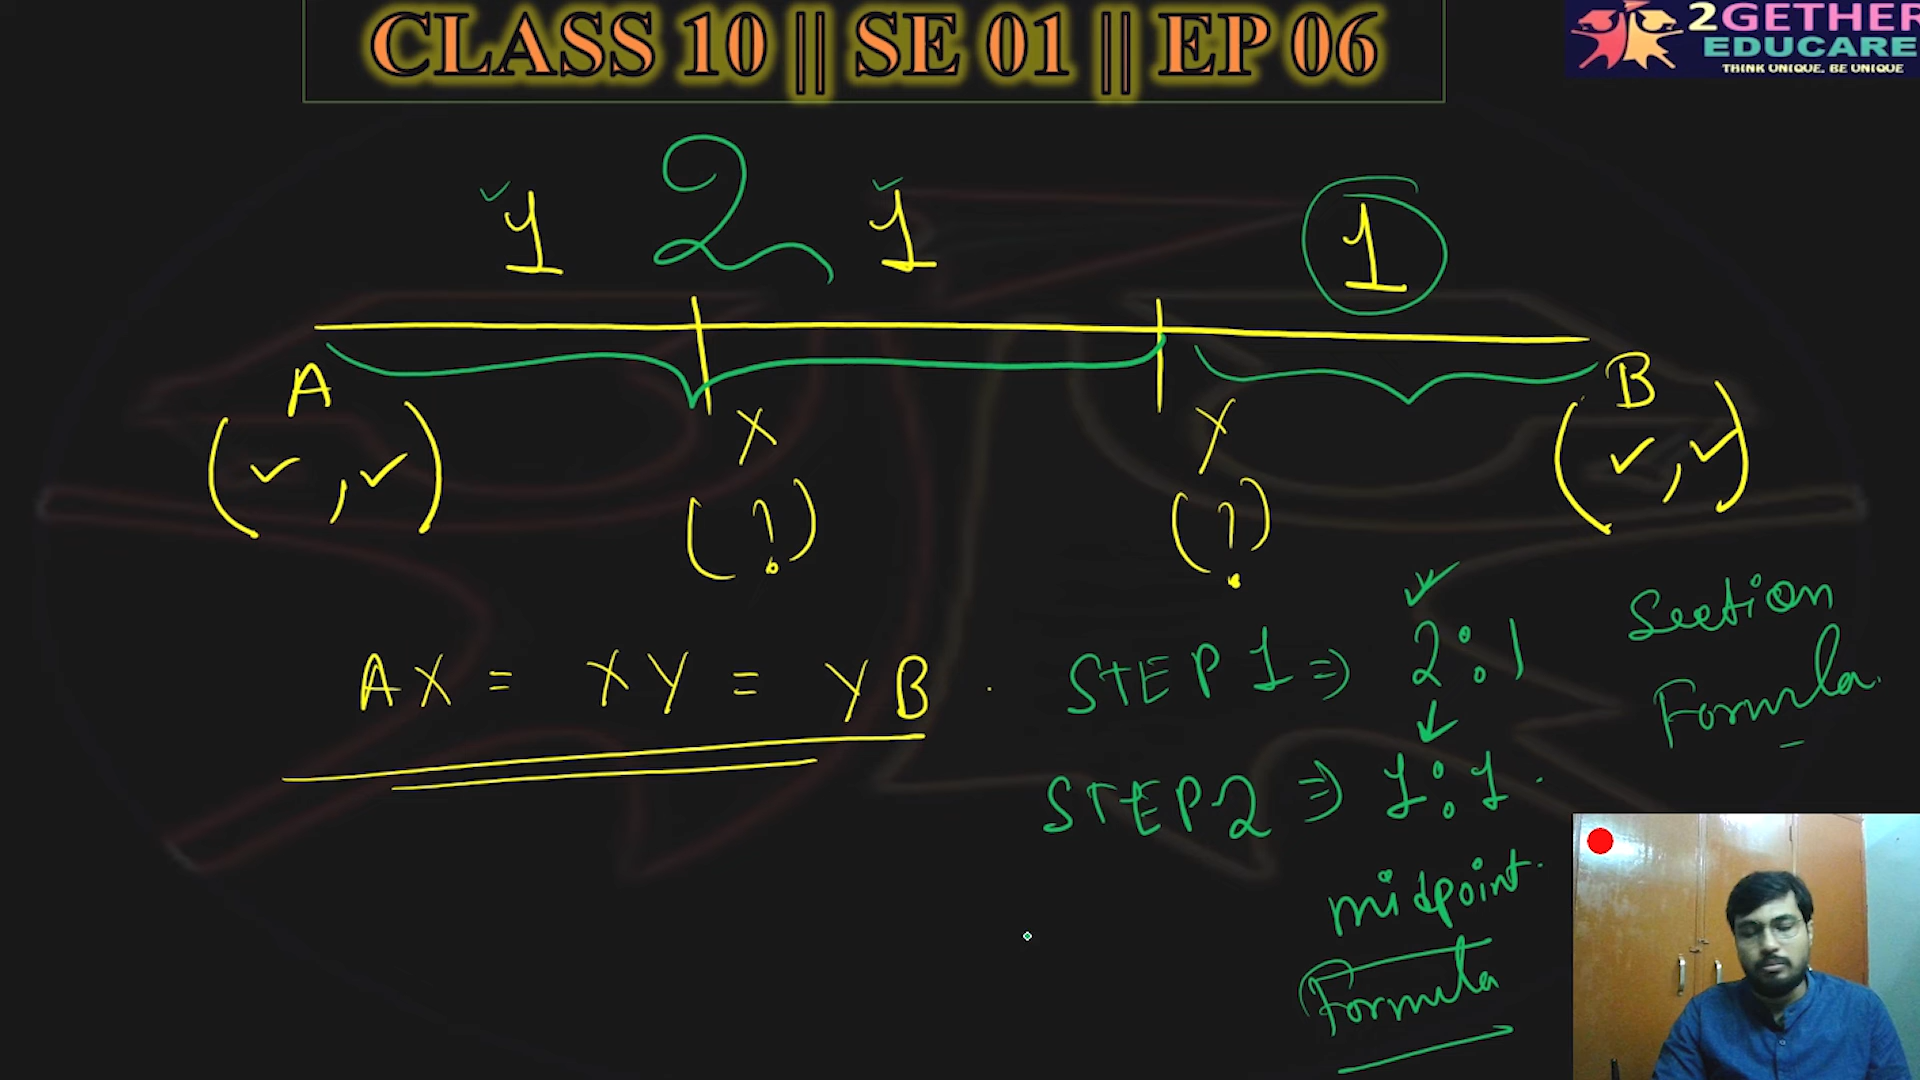 CLASS 10 || SE 01 || EP 06
2GETHER
EDUCARE
THINK UNIQUE, BE UNIQUE
1 2 1 1
A B
X Y
( ✓ , ✓ ) ( ? ) ( ? ) ( ✓ , ✓ )
AX = XY = YB .
STEP 1 ⇒ 2:1
Section
Formula.
STEP 2 ⇒ 1:1 .
midpoint.
Formula